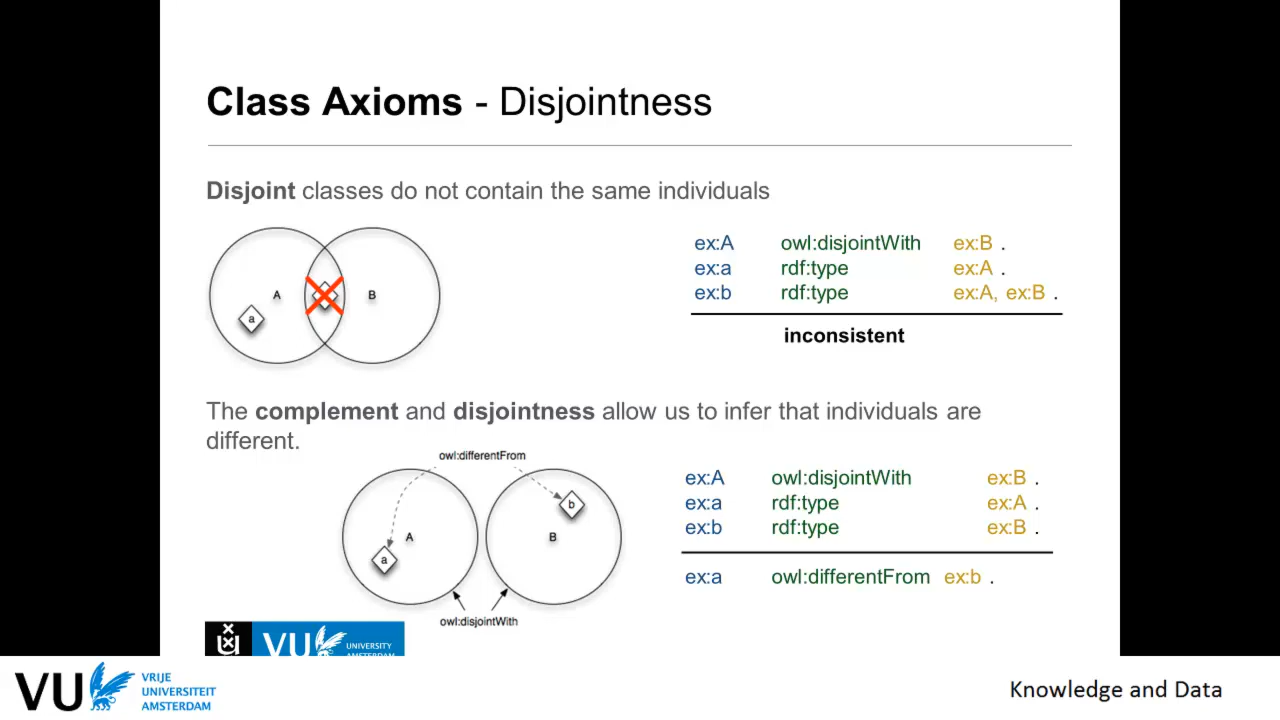 Class Axioms - Disjointness
Disjoint classes do not contain the same individuals
A
B
a
ex:A owl:disjointWith ex:B .
ex:a rdf:type ex:A .
ex:b rdf:type ex:A, ex:B .
inconsistent
The complement and disjointness allow us to infer that individuals are
different.
owl:differentFrom
b
A
B
a
owl:disjointWith
ex:A owl:disjointWith ex:B .
ex:a rdf:type ex:A .
ex:b rdf:type ex:B .
ex:a owl:differentFrom ex:b .
VU UNIVERSITY
AMSTERDAM
VU VRIJE
UNIVERSITEIT
AMSTERDAM
Knowledge and Data